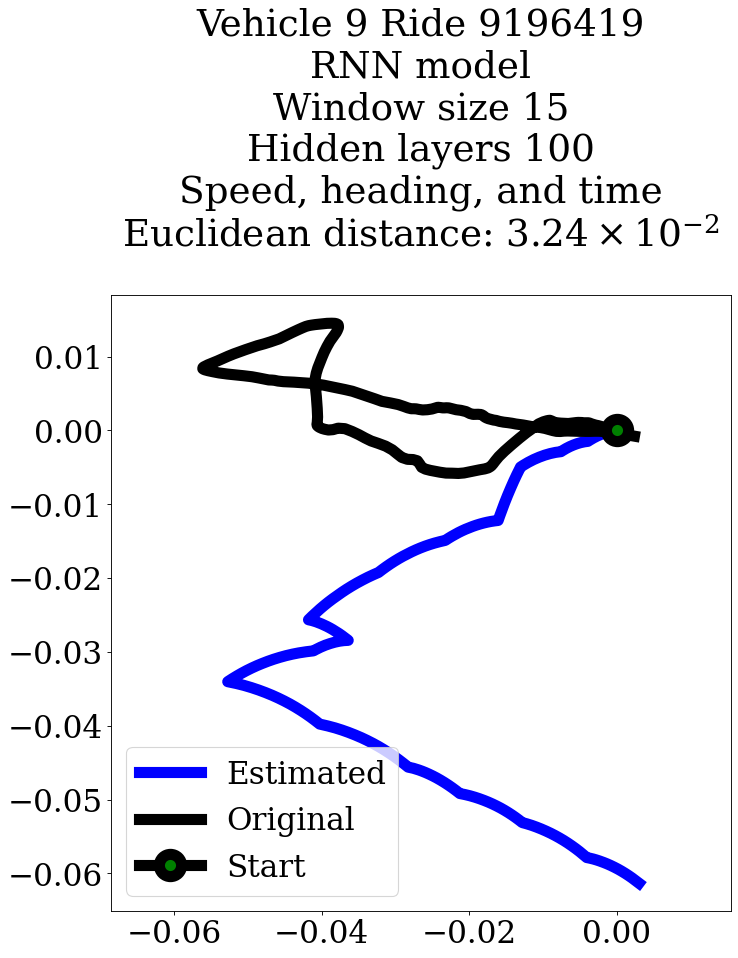 Vehicle 9 Ride 9196419
RNN model
Window size 15
Hidden layers 100
Speed, heading, and time
Euclidean distance: 3.24 × 10⁻²
0.01
0.00
−0.01
−0.02
−0.03
−0.04
−0.05
−0.06
Estimated
Original
Start
−0.06 −0.04 −0.02 0.00